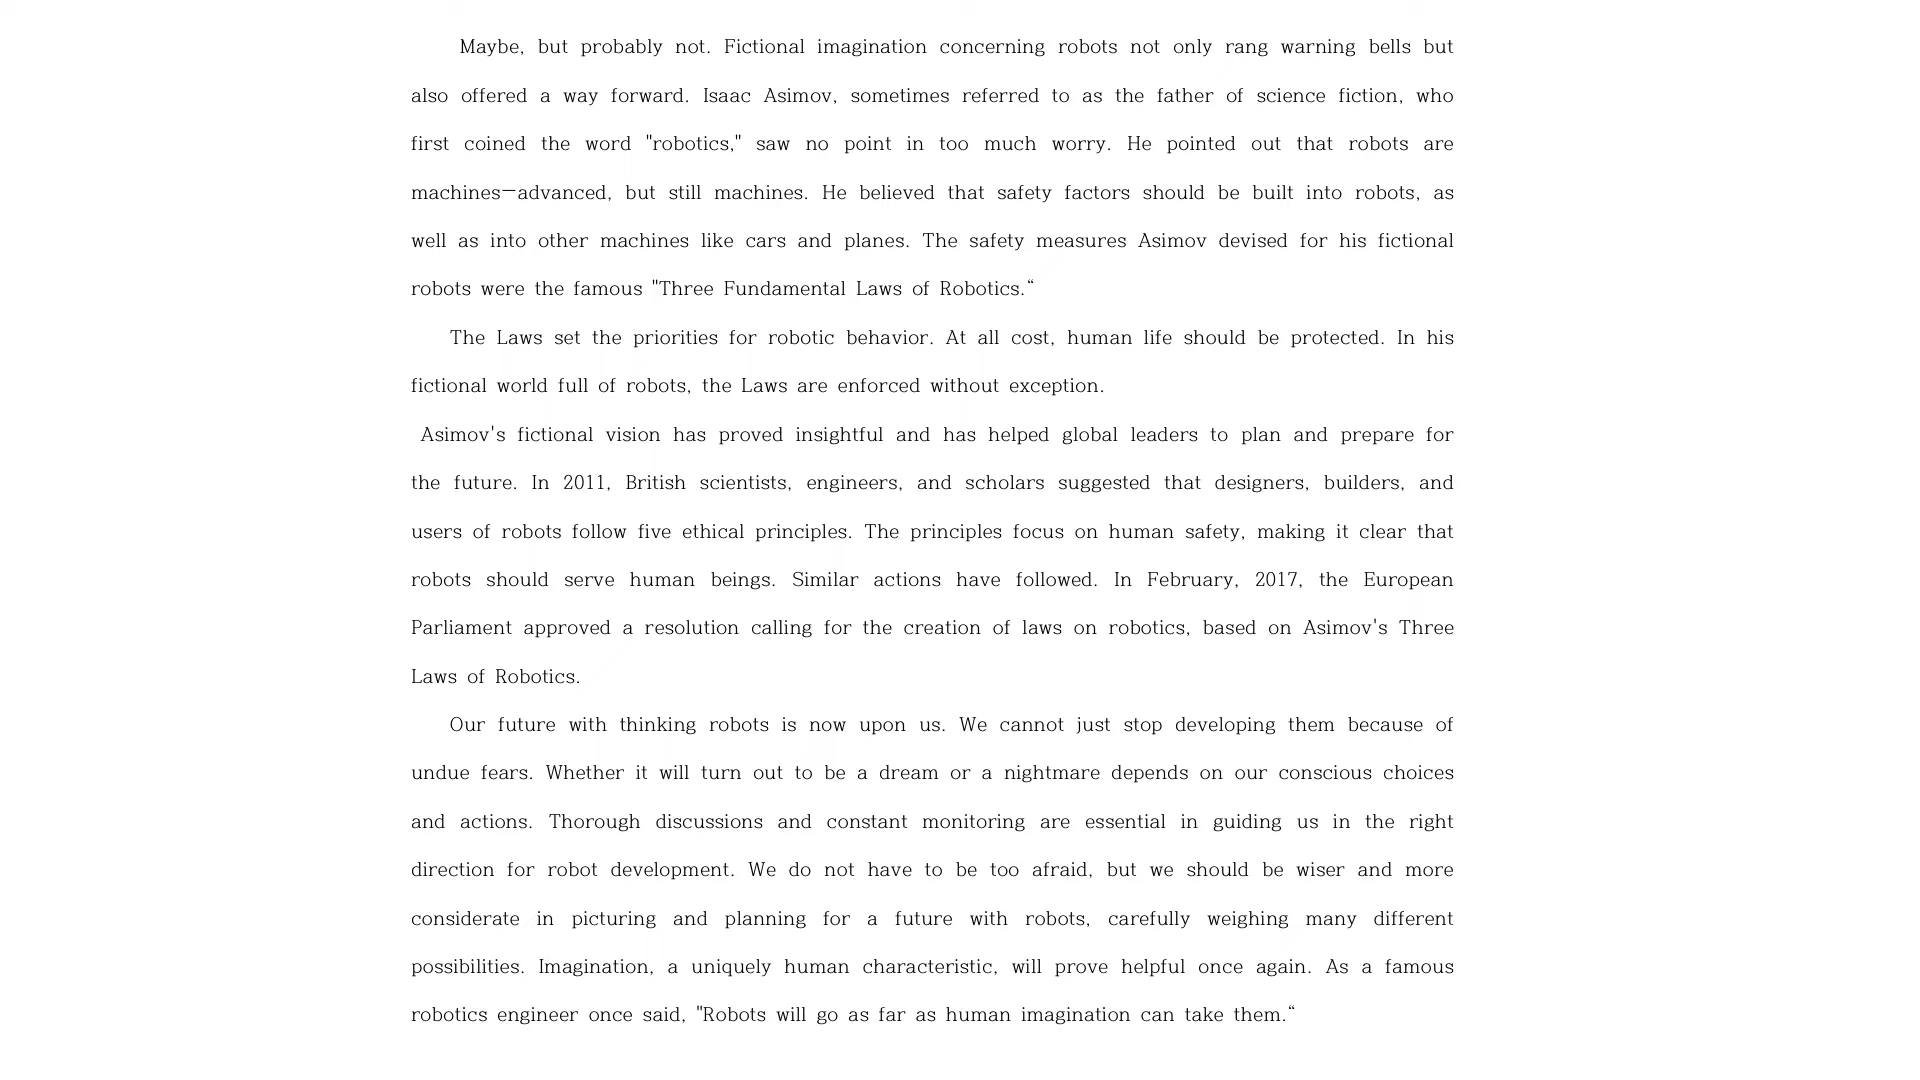 Maybe, but probably not. Fictional imagination concerning robots not only rang warning bells but
also offered a way forward. Isaac Asimov, sometimes referred to as the father of science fiction, who
first coined the word "robotics," saw no point in too much worry. He pointed out that robots are
machines—advanced, but still machines. He believed that safety factors should be built into robots, as
well as into other machines like cars and planes. The safety measures Asimov devised for his fictional
robots were the famous "Three Fundamental Laws of Robotics.“
The Laws set the priorities for robotic behavior. At all cost, human life should be protected. In his
fictional world full of robots, the Laws are enforced without exception.
Asimov's fictional vision has proved insightful and has helped global leaders to plan and prepare for
the future. In 2011, British scientists, engineers, and scholars suggested that designers, builders, and
users of robots follow five ethical principles. The principles focus on human safety, making it clear that
robots should serve human beings. Similar actions have followed. In February, 2017, the European
Parliament approved a resolution calling for the creation of laws on robotics, based on Asimov's Three
Laws of Robotics.
Our future with thinking robots is now upon us. We cannot just stop developing them because of
undue fears. Whether it will turn out to be a dream or a nightmare depends on our conscious choices
and actions. Thorough discussions and constant monitoring are essential in guiding us in the right
direction for robot development. We do not have to be too afraid, but we should be wiser and more
considerate in picturing and planning for a future with robots, carefully weighing many different
possibilities. Imagination, a uniquely human characteristic, will prove helpful once again. As a famous
robotics engineer once said, "Robots will go as far as human imagination can take them.“